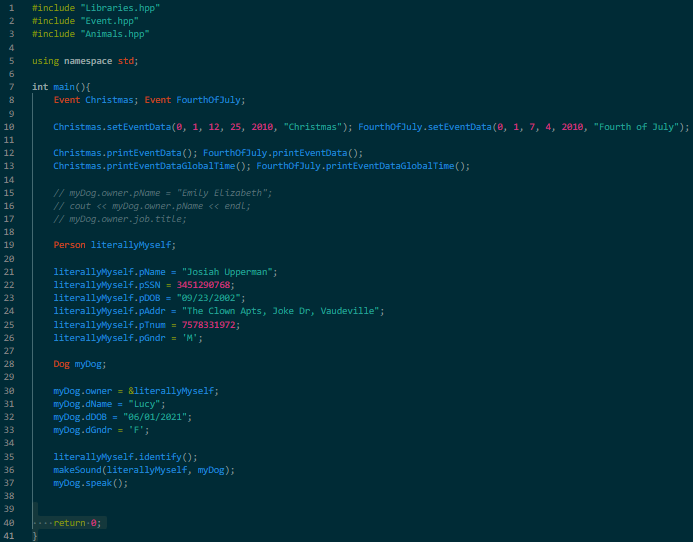 1 #include "Libraries.hpp"
2 #include "Event.hpp"
3 #include "Animals.hpp"
4
5 using namespace std;
6
7 int main(){
8 Event Christmas; Event FourthOfJuly;
9
10 Christmas.setEventData(0, 1, 12, 25, 2010, "Christmas"); FourthOfJuly.setEventData(0, 1, 7, 4, 2010, "Fourth of July");
11
12 Christmas.printEventData(); FourthOfJuly.printEventData();
13 Christmas.printEventDataGlobalTime(); FourthOfJuly.printEventDataGlobalTime();
14
15 // myDog.owner.pName = "Emily Elizabeth";
16 // cout << myDog.owner.pName << endl;
17 // myDog.owner.job.title;
18
19 Person literallyMyself;
20
21 literallyMyself.pName = "Josiah Upperman";
22 literallyMyself.pSSN = 3451290768;
23 literallyMyself.pDOB = "09/23/2002";
24 literallyMyself.pAddr = "The Clown Apts, Joke Dr, Vaudeville";
25 literallyMyself.pTnum = 7578331972;
26 literallyMyself.pGndr = 'M';
27
28 Dog myDog;
29
30 myDog.owner = &literallyMyself;
31 myDog.dName = "Lucy";
32 myDog.dDOB = "06/01/2021";
33 myDog.dGndr = 'F';
34
35 literallyMyself.identify();
36 makeSound(literallyMyself, myDog);
37 myDog.speak();
38
39
40 ····return·0;
41 }